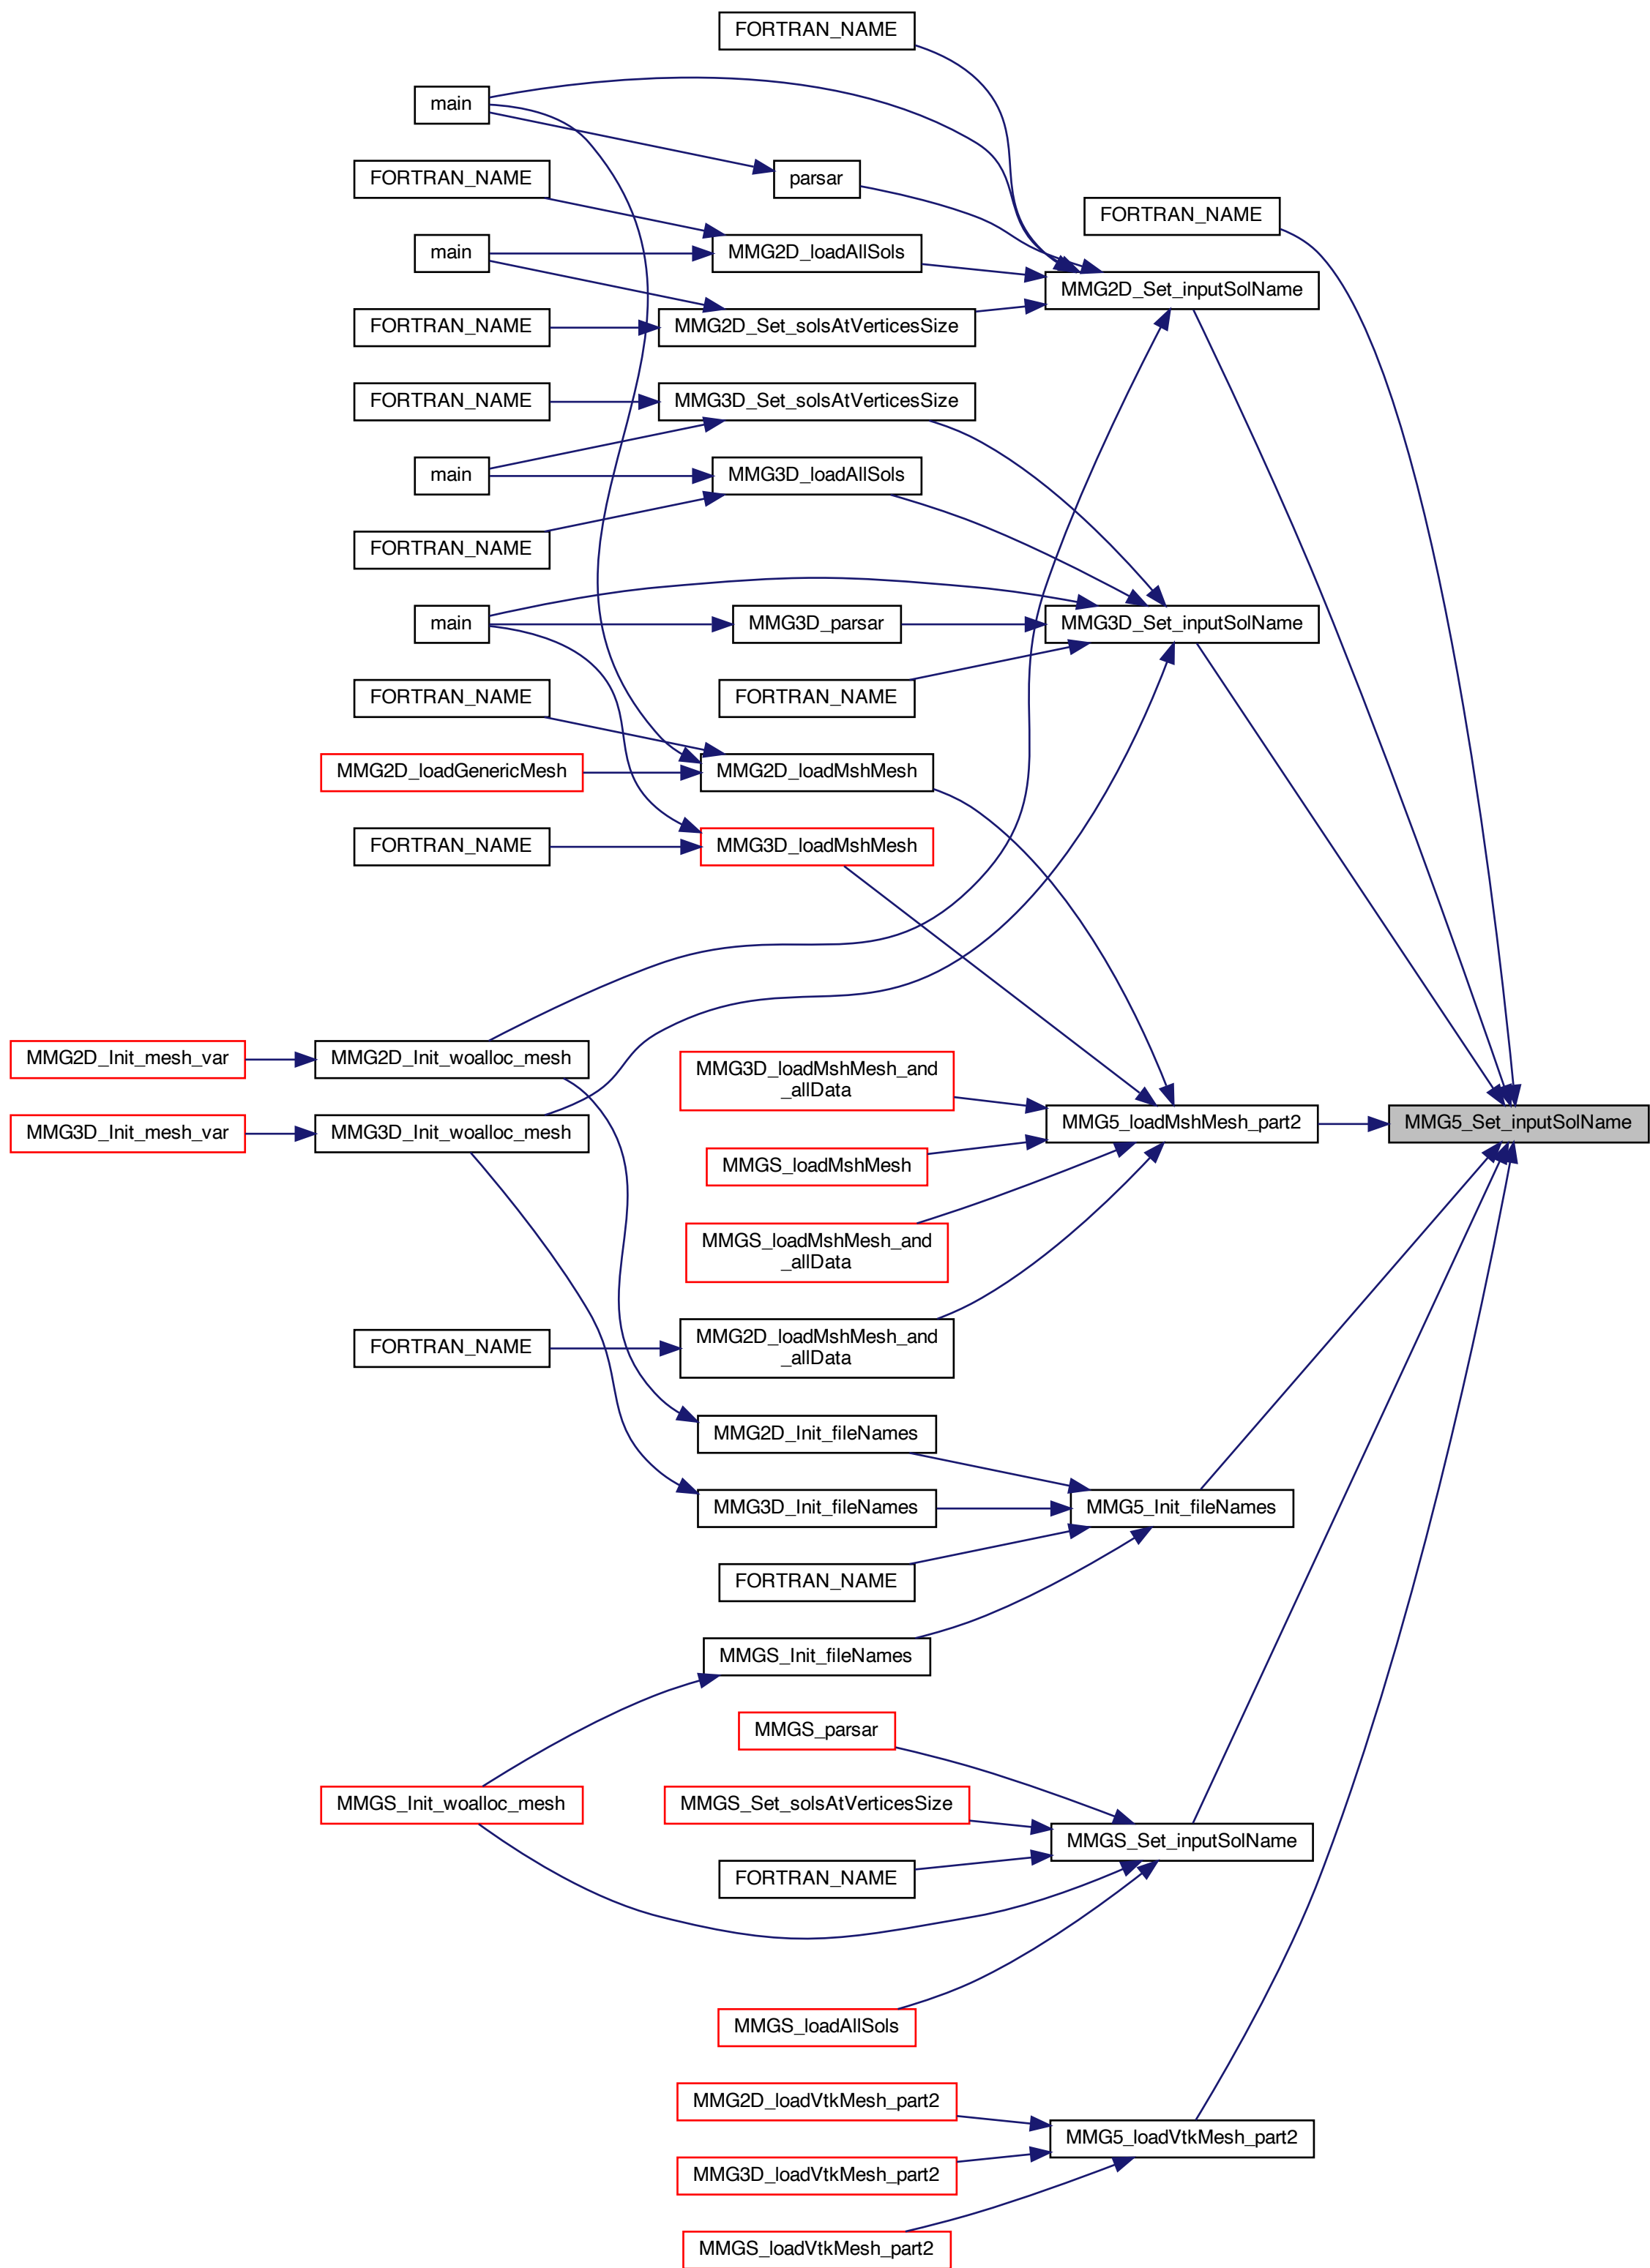 FORTRAN_NAME
main
parsar
FORTRAN_NAME
FORTRAN_NAME
main
MMG2D_loadAllSols
MMG2D_Set_inputSolName
FORTRAN_NAME
MMG2D_Set_solsAtVerticesSize
FORTRAN_NAME
MMG3D_Set_solsAtVerticesSize
main
MMG3D_loadAllSols
FORTRAN_NAME
main
MMG3D_parsar
MMG3D_Set_inputSolName
FORTRAN_NAME
FORTRAN_NAME
MMG2D_loadGenericMesh
MMG2D_loadMshMesh
FORTRAN_NAME
MMG3D_loadMshMesh
MMG2D_Init_mesh_var
MMG2D_Init_woalloc_mesh
MMG3D_loadMshMesh_and
_allData
MMG3D_Init_mesh_var
MMG3D_Init_woalloc_mesh
MMG5_loadMshMesh_part2
MMG5_Set_inputSolName
MMGS_loadMshMesh
MMGS_loadMshMesh_and
_allData
FORTRAN_NAME
MMG2D_loadMshMesh_and
_allData
MMG2D_Init_fileNames
MMG3D_Init_fileNames
MMG5_Init_fileNames
FORTRAN_NAME
MMGS_Init_fileNames
MMGS_parsar
MMGS_Init_woalloc_mesh
MMGS_Set_solsAtVerticesSize
MMGS_Set_inputSolName
FORTRAN_NAME
MMGS_loadAllSols
MMG2D_loadVtkMesh_part2
MMG5_loadVtkMesh_part2
MMG3D_loadVtkMesh_part2
MMGS_loadVtkMesh_part2